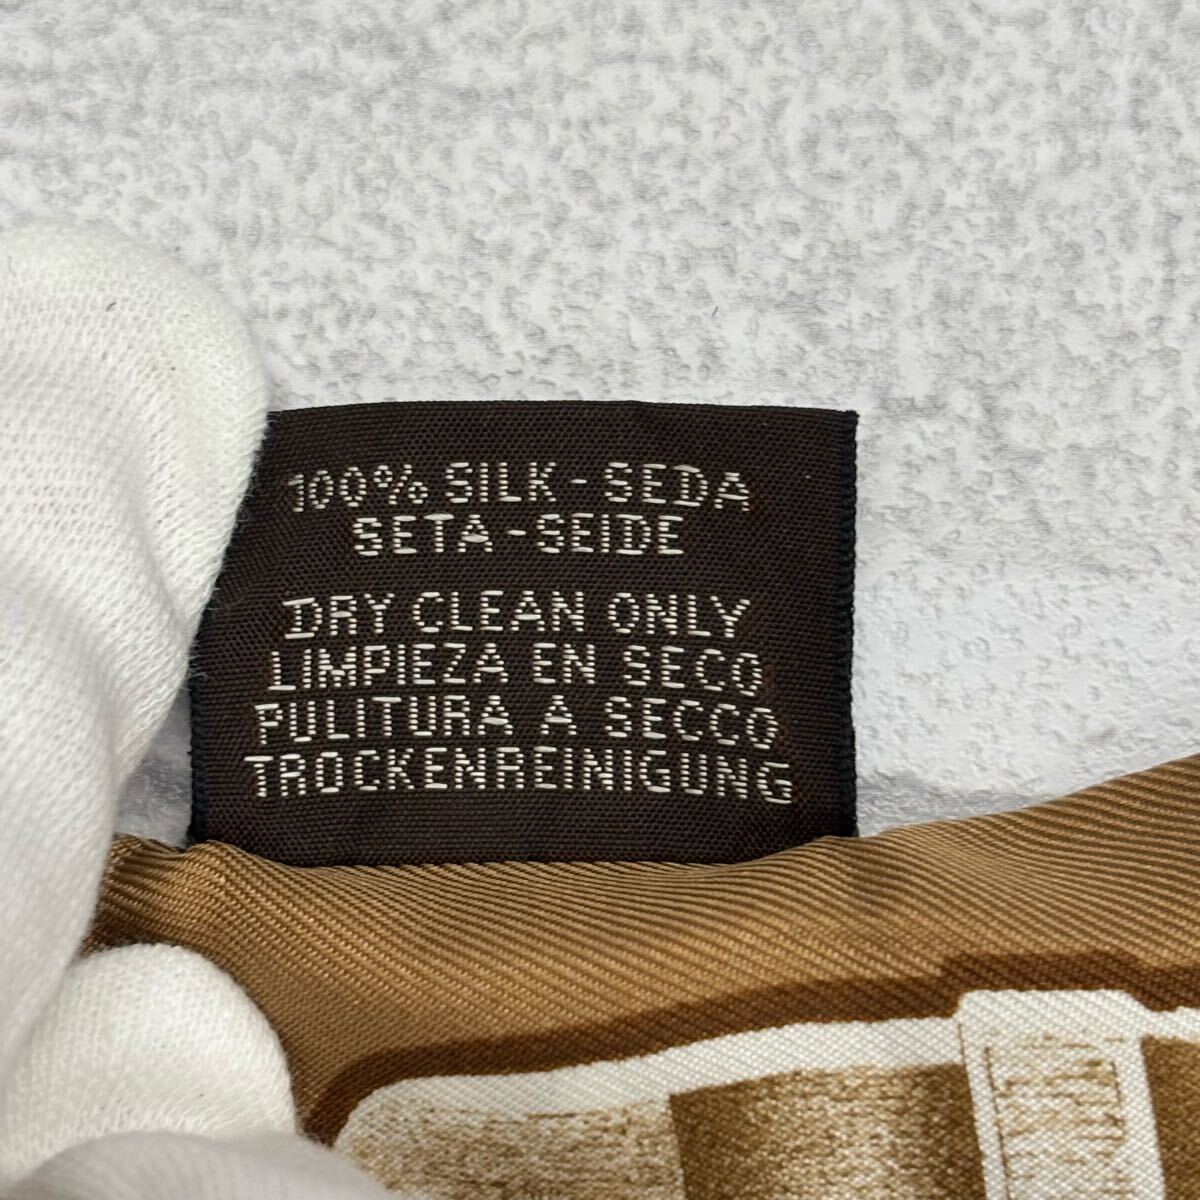 100% SILK - SEDA
SETA - SEIDE
DRY CLEAN ONLY
LIMPIEZA EN SECO
PULITURA A SECCO
TROCKENREINIGUNG